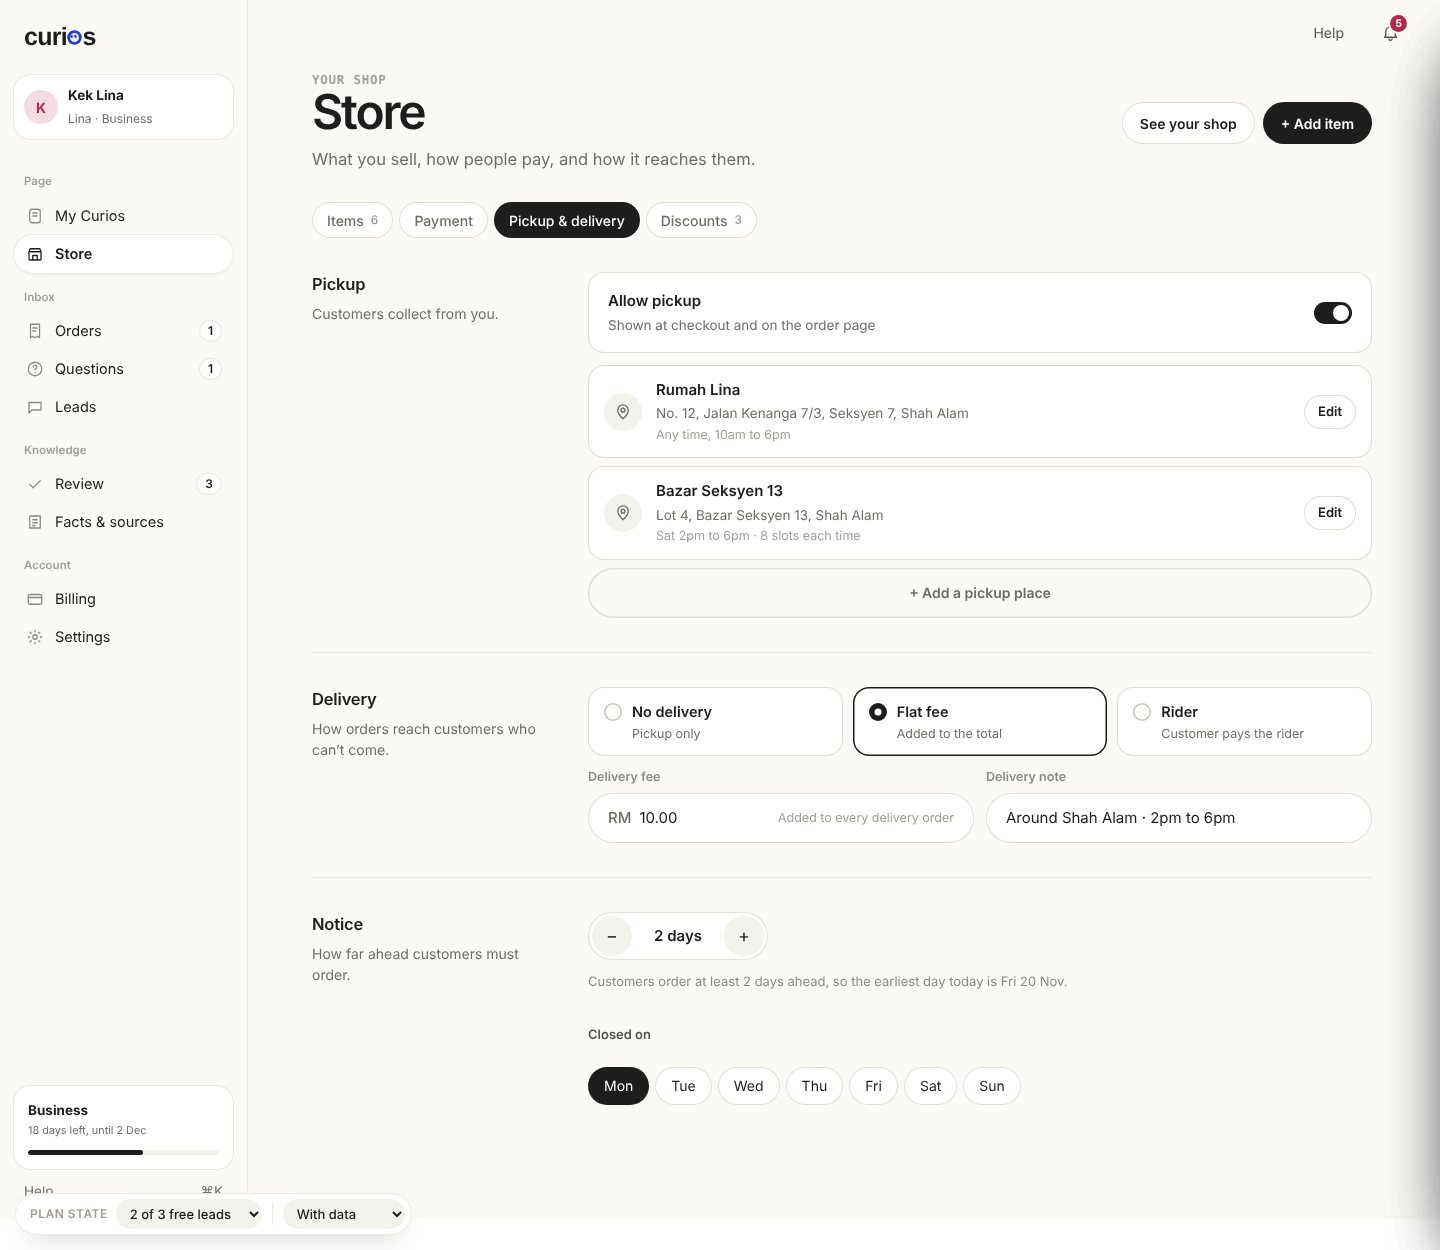 curios
Kek Lina
Lina · Business
Page
My Curios
Store
Inbox
Orders 1
Questions 1
Leads
Knowledge
Review 3
Facts & sources
Account
Billing
Settings
Business
18 days left, until 2 Dec
Help ⌘K
PLAN STATE 2 of 3 free leads With data
Help 5
YOUR SHOP
Store
What you sell, how people pay, and how it reaches them.
See your shop + Add item
Items 6 Payment Pickup & delivery Discounts 3
Pickup
Customers collect from you.
Allow pickup
Shown at checkout and on the order page
Rumah Lina
No. 12, Jalan Kenanga 7/3, Seksyen 7, Shah Alam
Any time, 10am to 6pm
Edit
Bazar Seksyen 13
Lot 4, Bazar Seksyen 13, Shah Alam
Sat 2pm to 6pm · 8 slots each time
Edit
+ Add a pickup place
Delivery
How orders reach customers who
can't come.
No delivery
Pickup only
Flat fee
Added to the total
Rider
Customer pays the rider
Delivery fee
RM 10.00 Added to every delivery order
Delivery note
Around Shah Alam · 2pm to 6pm
Notice
How far ahead customers must
order.
− 2 days +
Customers order at least 2 days ahead, so the earliest day today is Fri 20 Nov.
Closed on
Mon Tue Wed Thu Fri Sat Sun